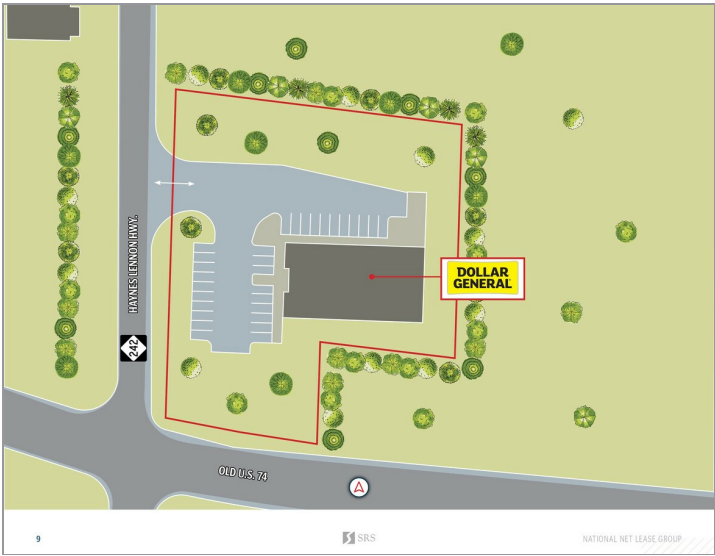 HAYNES LENNON HWY.
242
DOLLAR
GENERAL
OLD U.S. 74
9
SRS
NATIONAL NET LEASE GROUP